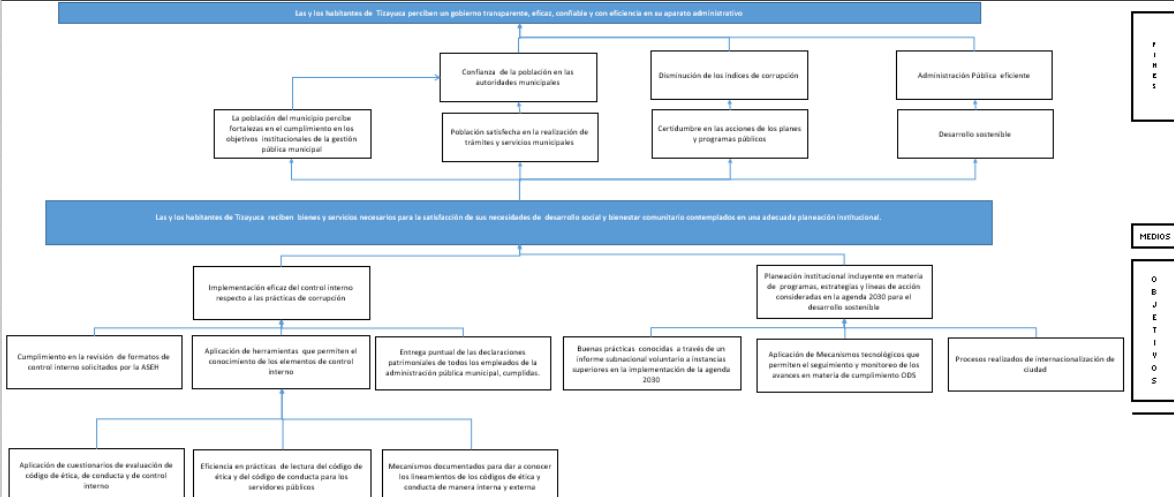 Las y los habitantes de Tizayuca perciben un gobierno transparente, eficaz, confiable y con eficiencia en su aparato administrativo
F
I
N
E
S
Confianza de la población en las
autoridades municipales
Disminución de los índices de corrupción
Administración Pública eficiente
La población del municipio percibe
fortalezas en el cumplimiento en los
objetivos institucionales de la gestión
pública municipal
Población satisfecha en la realización de
trámites y servicios municipales
Certidumbre en las acciones de los planes
y programas públicos
Desarrollo sostenible
Las y los habitantes de Tizayuca reciben bienes y servicios necesarios para la satisfacción de sus necesidades de desarrollo social y bienestar comunitario contemplados en una adecuada planeación institucional.
MEDIOS
Implementación eficaz del control interno
respecto a las prácticas de corrupción
Planeación institucional incluyente en materia
de programas, estrategias y líneas de acción
consideradas en la agenda 2030 para el
desarrollo sostenible
O
B
J
E
T
I
V
O
S
Cumplimiento en la revisión de formatos de
control interno solicitados por la ASEH
Aplicación de herramientas que permiten el
conocimiento de los elementos de control
interno
Entrega puntual de las declaraciones
patrimoniales de todos los empleados de la
administración pública municipal, cumplidas.
Buenas prácticas conocidas a través de un
informe subnacional voluntario a instancias
superiores en la implementación de la agenda
2030
Aplicación de Mecanismos tecnológicos que
permiten el seguimiento y monitoreo de los
avances en materia de cumplimiento ODS
Procesos realizados de internacionalización de
ciudad
Aplicación de cuestionarios de evaluación de
código de ética, de conducta y de control
interno
Eficiencia en prácticas de lectura del código de
ética y del código de conducta para los
servidores públicos
Mecanismos documentados para dar a conocer
los lineamientos de los códigos de ética y
conducta de manera interna y externa